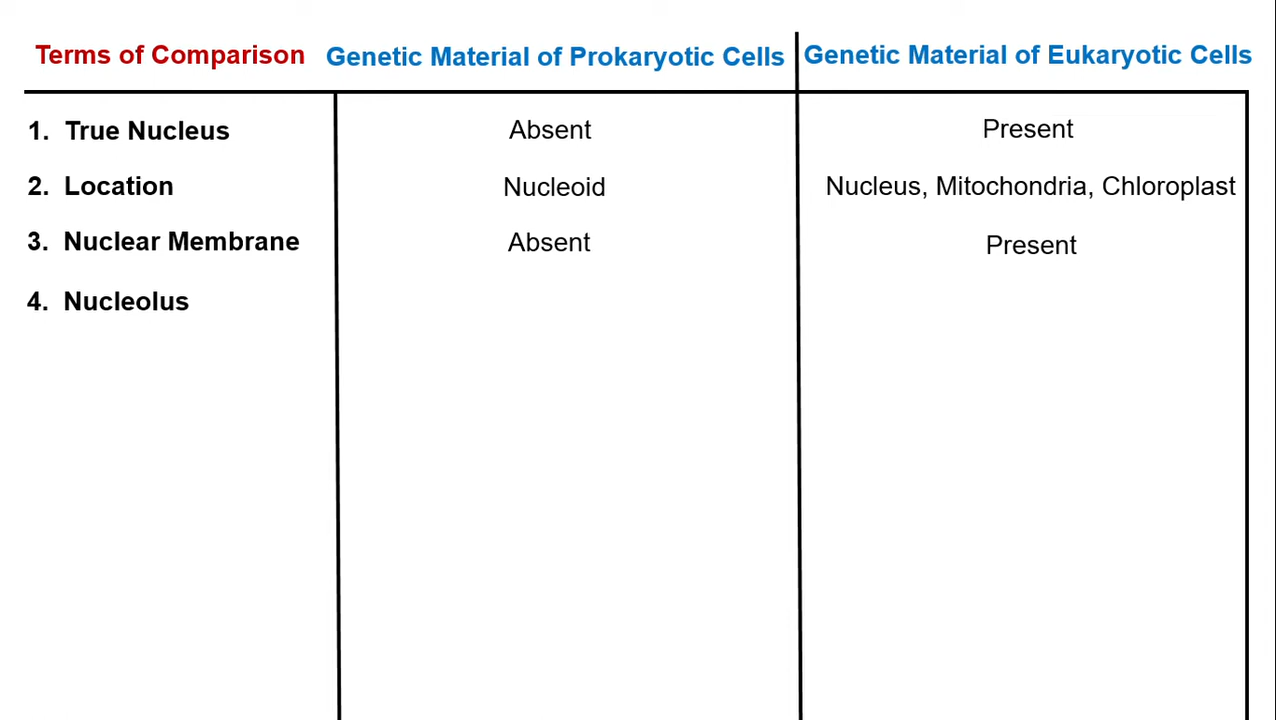 Terms of Comparison Genetic Material of Prokaryotic Cells Genetic Material of Eukaryotic Cells
1. True Nucleus Absent Present
2. Location Nucleoid Nucleus, Mitochondria, Chloroplast
3. Nuclear Membrane Absent Present
4. Nucleolus